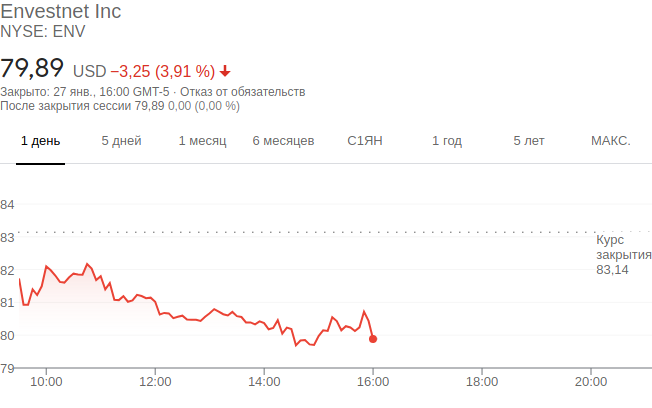 Envestnet Inc
NYSE: ENV
79,89 USD −3,25 (3,91 %)
Закрыто: 27 янв., 16:00 GMT-5 · Отказ от обязательств
После закрытия сессии 79,89 0,00 (0,00 %)
1 день 5 дней 1 месяц 6 месяцев С1ЯН 1 год 5 лет МАКС.
84
83
Курс
закрытия
83,14
82
81
80
79
10:00 12:00 14:00 16:00 18:00 20:00